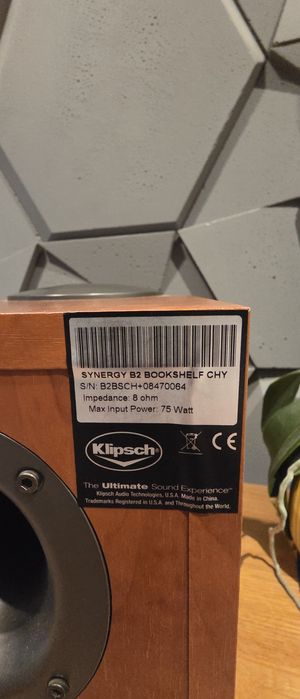 SYNERGY B2 BOOKSHELF CHY
S/N: B2BSCH+08470064
Impedance: 8 ohm
Max Input Power: 75 Watt
Klipsch
CE
The Ultimate Sound Experience™
Klipsch Audio Technologies, U.S.A. Made in China.
Trademarks Registered in U.S.A. and Throughout the World.